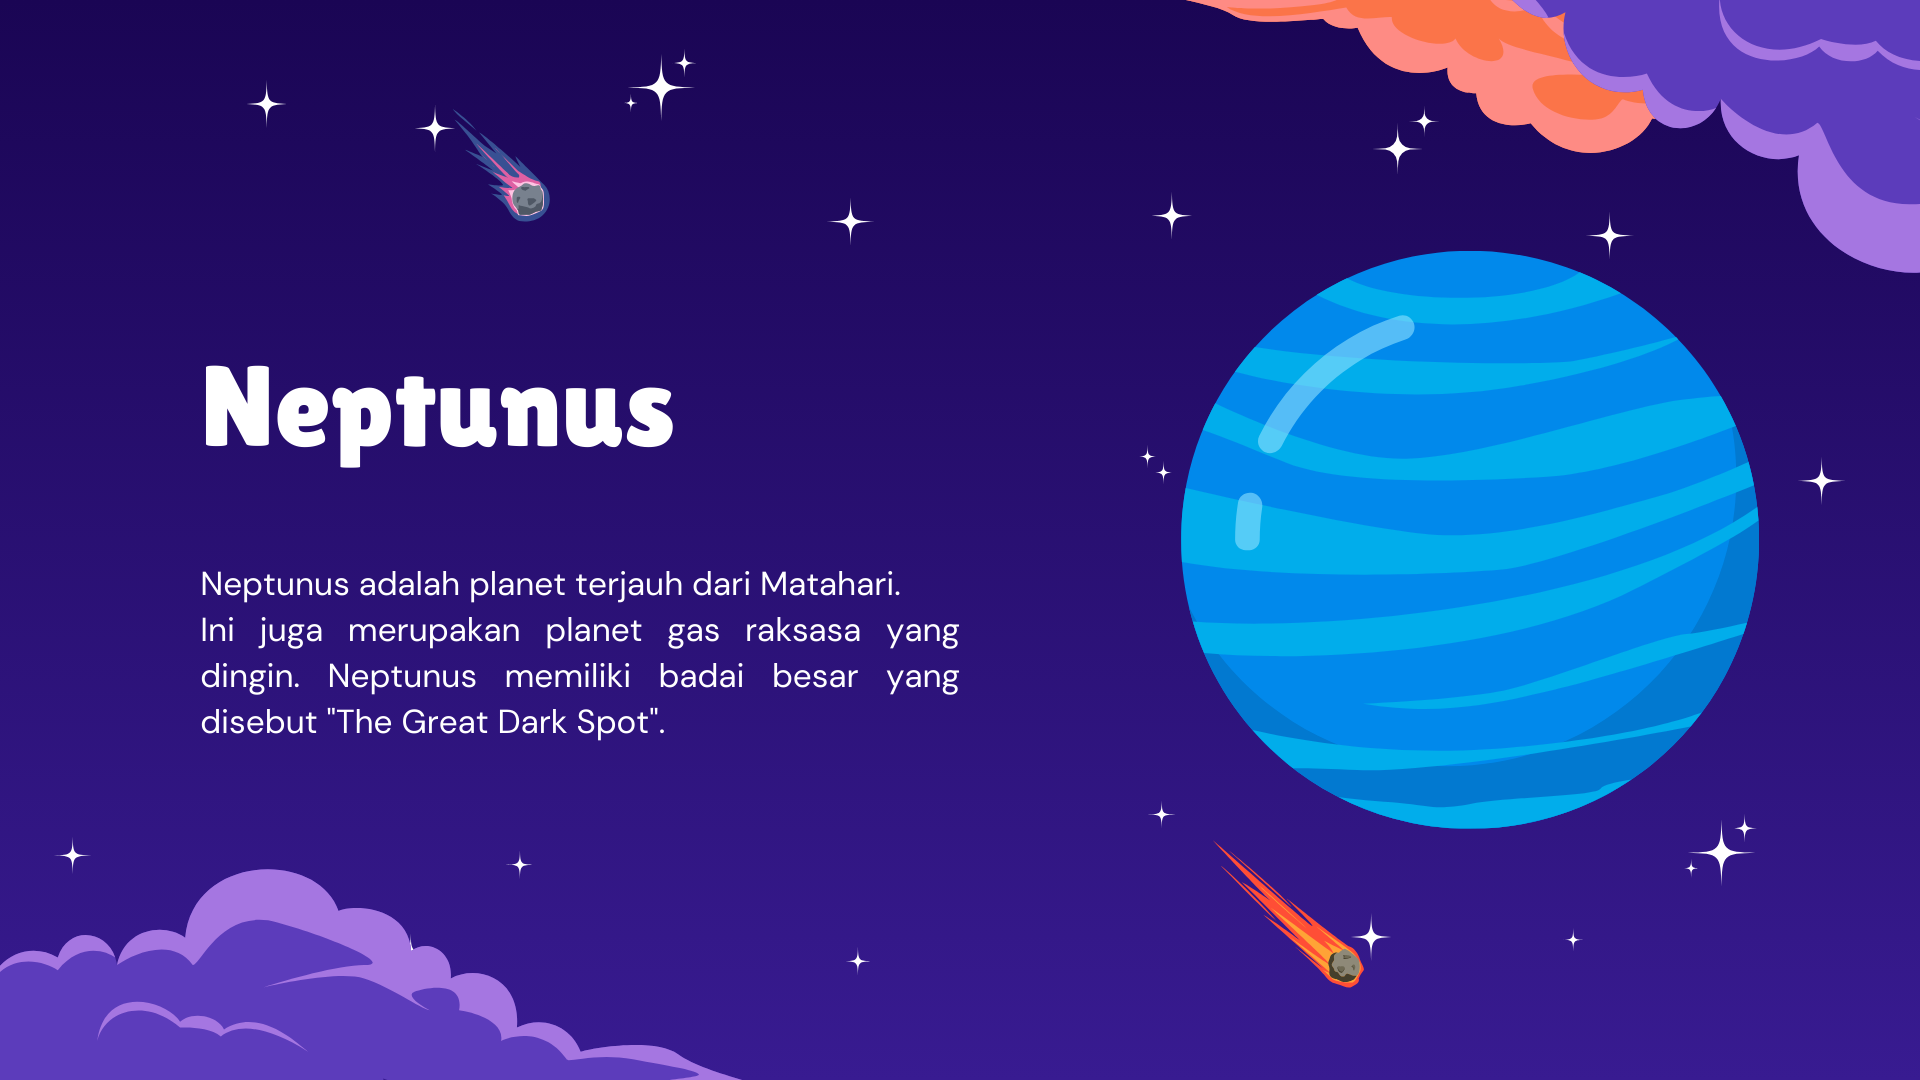 Neptunus
Neptunus adalah planet terjauh dari Matahari.
Ini juga merupakan planet gas raksasa yang
dingin. Neptunus memiliki badai besar yang
disebut "The Great Dark Spot".